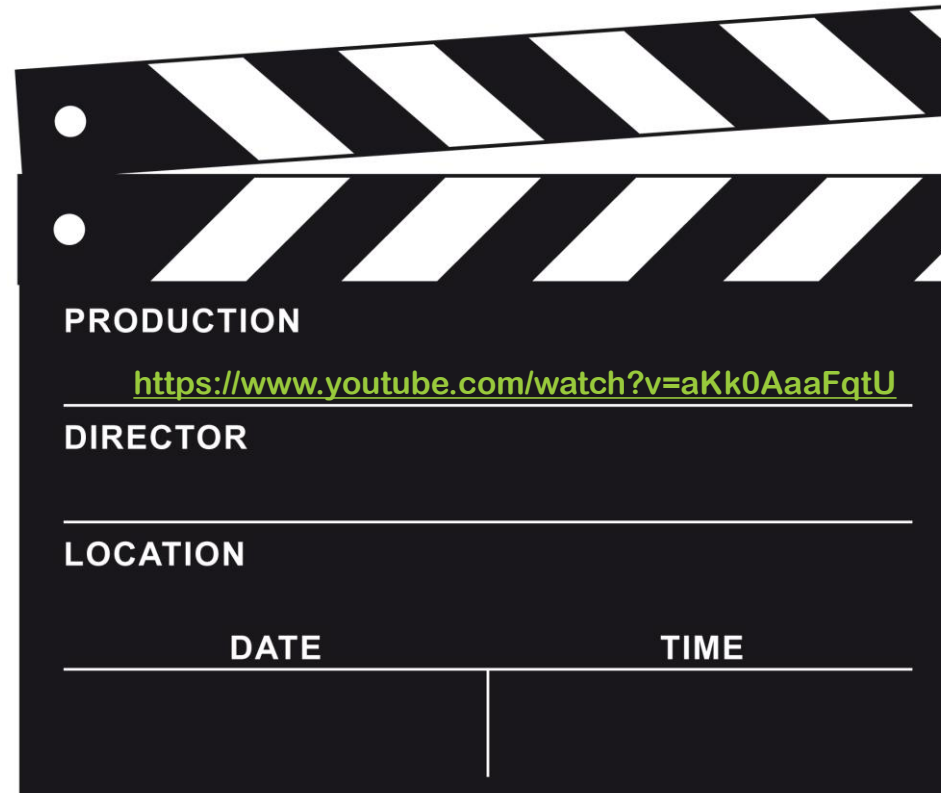 PRODUCTION
https://www.youtube.com/watch?v=aKk0AaaFqtU
DIRECTOR
LOCATION
DATE TIME